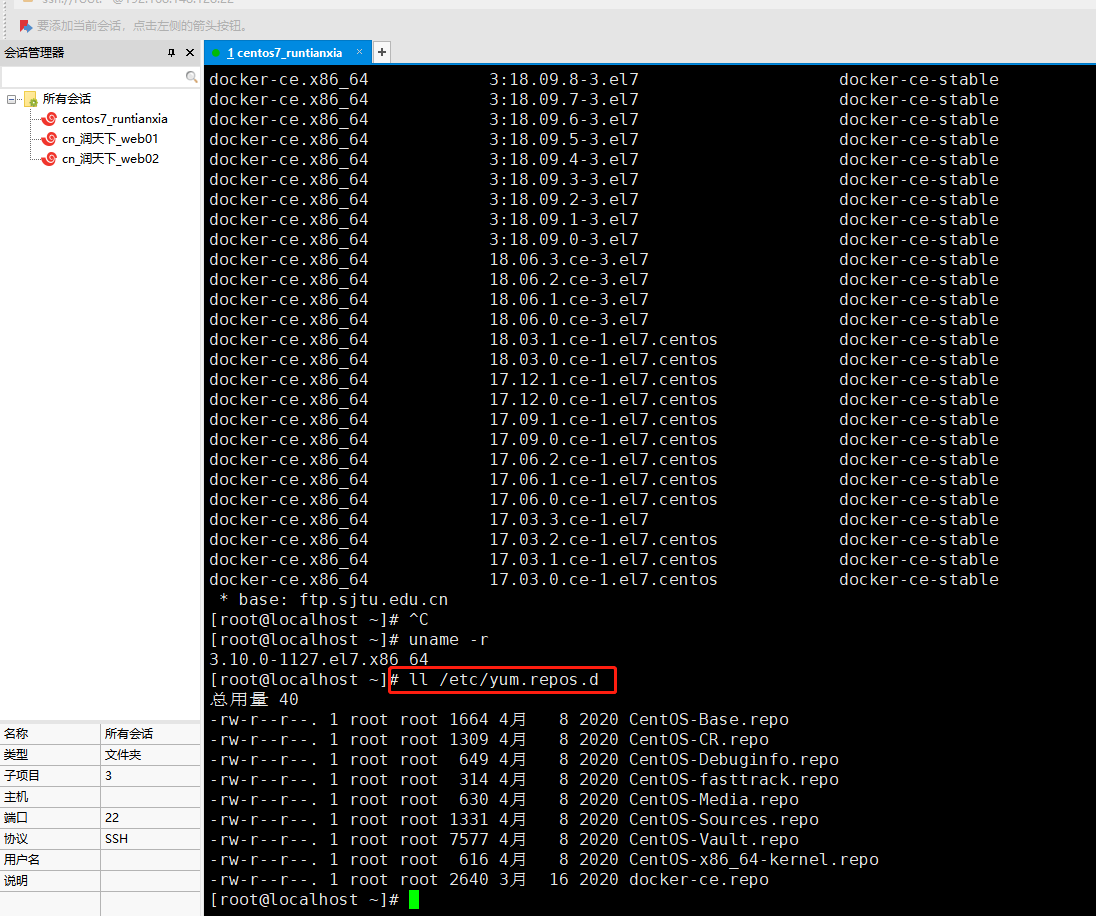 要添加当前会话，点击左侧的箭头按钮。
会话管理器
1 centos7_runtianxia × +
所有会话
centos7_runtianxia
cn_润天下_web01
cn_润天下_web02
名称 所有会话
类型 文件夹
子项目 3
主机
端口 22
协议 SSH
用户名
说明
docker-ce.x86_64 3:18.09.8-3.el7 docker-ce-stable
docker-ce.x86_64 3:18.09.7-3.el7 docker-ce-stable
docker-ce.x86_64 3:18.09.6-3.el7 docker-ce-stable
docker-ce.x86_64 3:18.09.5-3.el7 docker-ce-stable
docker-ce.x86_64 3:18.09.4-3.el7 docker-ce-stable
docker-ce.x86_64 3:18.09.3-3.el7 docker-ce-stable
docker-ce.x86_64 3:18.09.2-3.el7 docker-ce-stable
docker-ce.x86_64 3:18.09.1-3.el7 docker-ce-stable
docker-ce.x86_64 3:18.09.0-3.el7 docker-ce-stable
docker-ce.x86_64 18.06.3.ce-3.el7 docker-ce-stable
docker-ce.x86_64 18.06.2.ce-3.el7 docker-ce-stable
docker-ce.x86_64 18.06.1.ce-3.el7 docker-ce-stable
docker-ce.x86_64 18.06.0.ce-3.el7 docker-ce-stable
docker-ce.x86_64 18.03.1.ce-1.el7.centos docker-ce-stable
docker-ce.x86_64 18.03.0.ce-1.el7.centos docker-ce-stable
docker-ce.x86_64 17.12.1.ce-1.el7.centos docker-ce-stable
docker-ce.x86_64 17.12.0.ce-1.el7.centos docker-ce-stable
docker-ce.x86_64 17.09.1.ce-1.el7.centos docker-ce-stable
docker-ce.x86_64 17.09.0.ce-1.el7.centos docker-ce-stable
docker-ce.x86_64 17.06.2.ce-1.el7.centos docker-ce-stable
docker-ce.x86_64 17.06.1.ce-1.el7.centos docker-ce-stable
docker-ce.x86_64 17.06.0.ce-1.el7.centos docker-ce-stable
docker-ce.x86_64 17.03.3.ce-1.el7 docker-ce-stable
docker-ce.x86_64 17.03.2.ce-1.el7.centos docker-ce-stable
docker-ce.x86_64 17.03.1.ce-1.el7.centos docker-ce-stable
docker-ce.x86_64 17.03.0.ce-1.el7.centos docker-ce-stable
* base: ftp.sjtu.edu.cn
[root@localhost ~]# ^C
[root@localhost ~]# uname -r
3.10.0-1127.el7.x86_64
[root@localhost ~]# ll /etc/yum.repos.d
总用量 40
-rw-r--r--. 1 root root 1664 4月 8 2020 CentOS-Base.repo
-rw-r--r--. 1 root root 1309 4月 8 2020 CentOS-CR.repo
-rw-r--r--. 1 root root 649 4月 8 2020 CentOS-Debuginfo.repo
-rw-r--r--. 1 root root 314 4月 8 2020 CentOS-fasttrack.repo
-rw-r--r--. 1 root root 630 4月 8 2020 CentOS-Media.repo
-rw-r--r--. 1 root root 1331 4月 8 2020 CentOS-Sources.repo
-rw-r--r--. 1 root root 7577 4月 8 2020 CentOS-Vault.repo
-rw-r--r--. 1 root root 616 4月 8 2020 CentOS-x86_64-kernel.repo
-rw-r--r--. 1 root root 2640 3月 16 2020 docker-ce.repo
[root@localhost ~]#